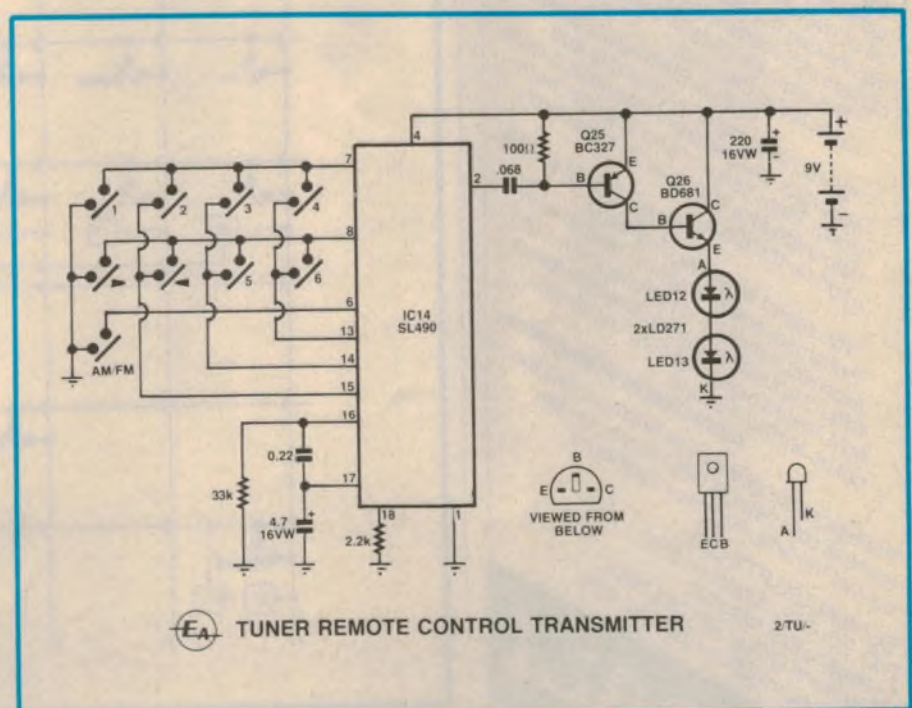 4
7
100Ω
Q25
BC327
220
16VW
+
-
+
9V
-
1
2
3
4
2
.068
B
E
C
Q26
BD681
B
C
E
8
5
6
A
LED12
λ
2xLD271
6
IC14
SL490
13
LED13
λ
AM/FM
14
K
15
16
0.22
33k
17
4.7
16VW
+
18
1
2.2k
B
E
C
VIEWED FROM
BELOW
ECB
A
K
EA TUNER REMOTE CONTROL TRANSMITTER
2/TU/-